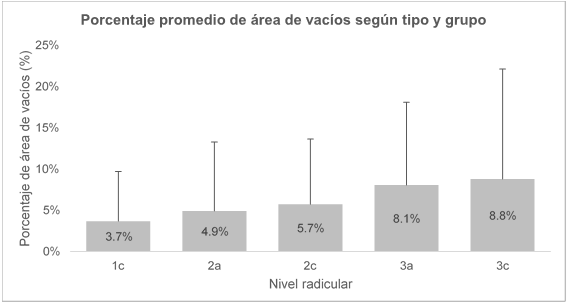 Porcentaje promedio de área de vacíos según tipo y grupo
Porcentaje de área de vacíos (%)
25%
20%
15%
10%
5%
0%
3.7%
4.9%
5.7%
8.1%
8.8%
1c
2a
2c
3a
3c
Nivel radicular